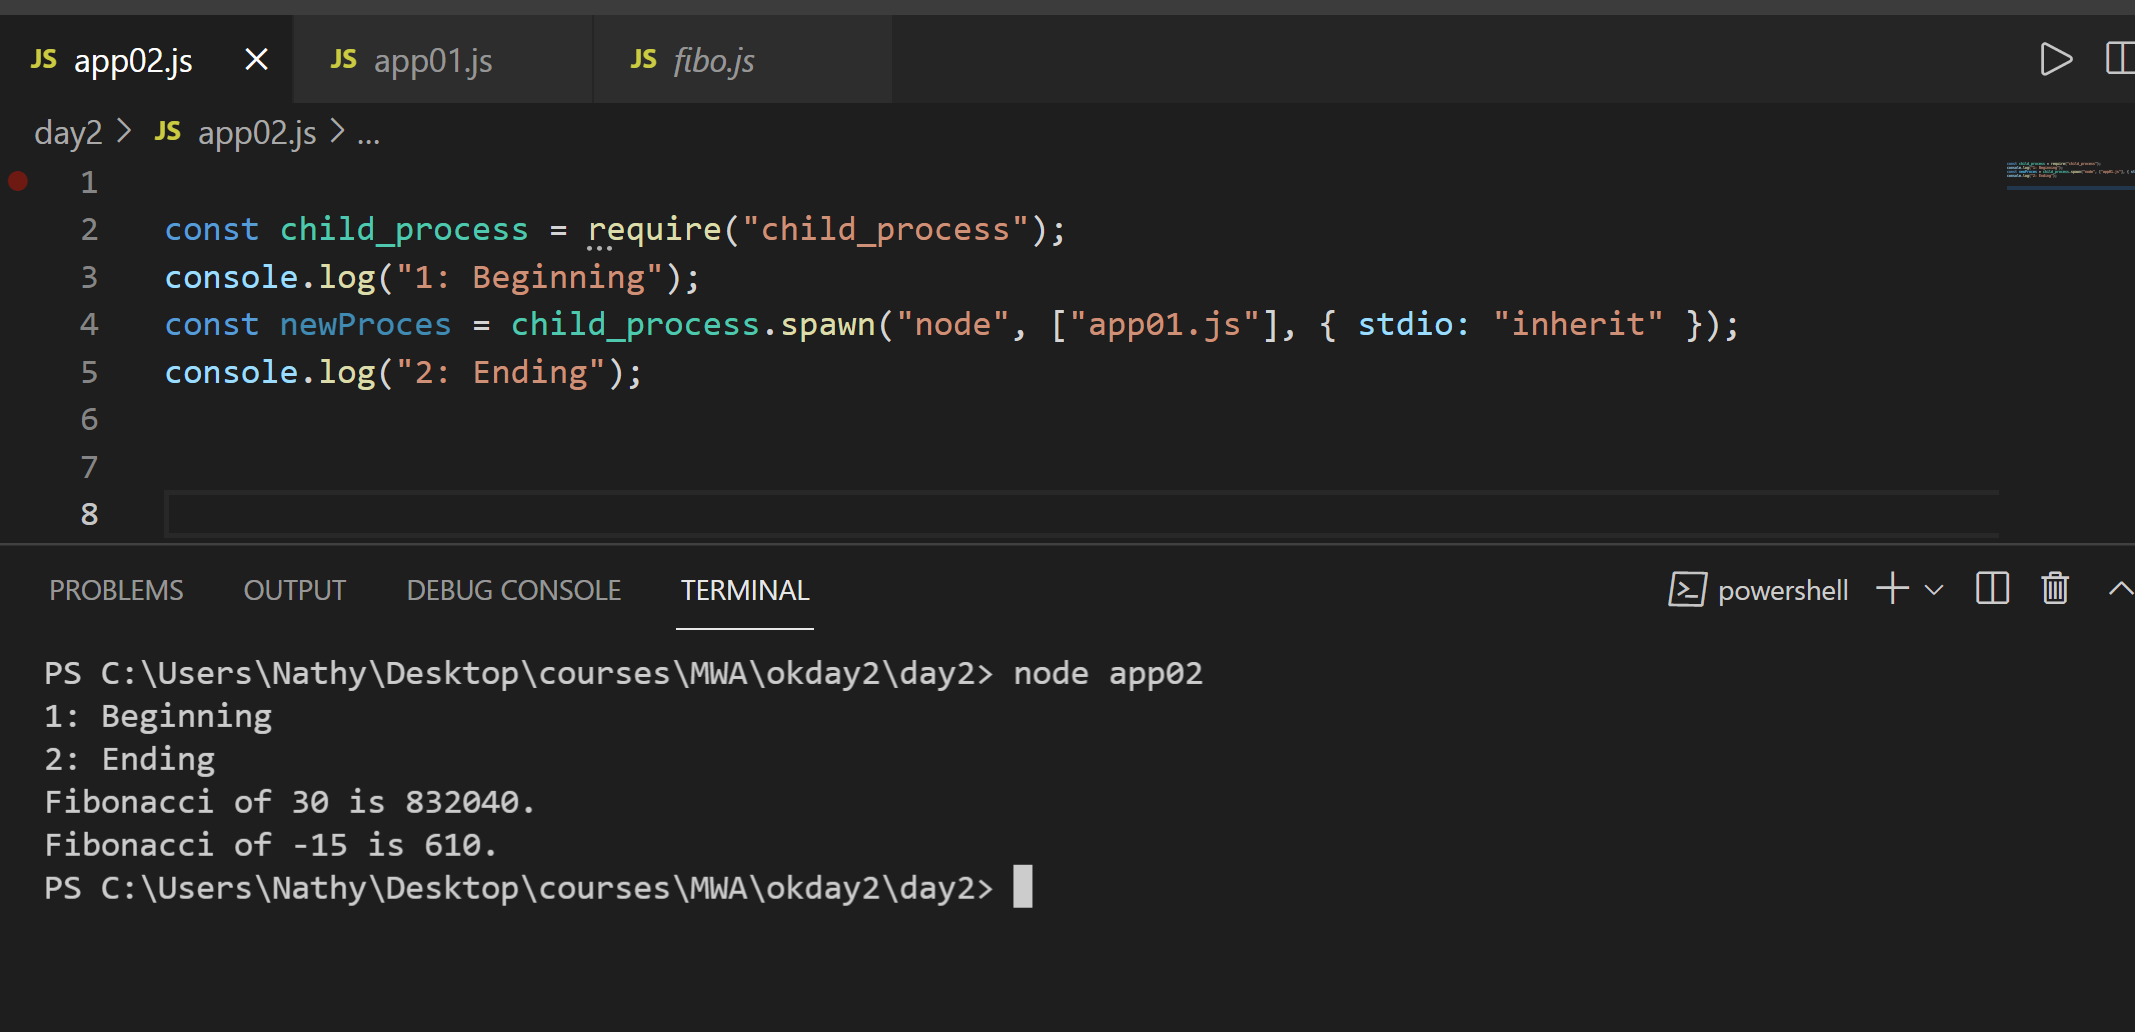 JS app02.js JS app01.js JS fibo.js
day2 > JS app02.js > ...
1
2 const child_process = require("child_process");
3 console.log("1: Beginning");
4 const newProces = child_process.spawn("node", ["app01.js"], { stdio: "inherit" });
5 console.log("2: Ending");
6
7
8
PROBLEMS OUTPUT DEBUG CONSOLE TERMINAL powershell
PS C:\Users\Nathy\Desktop\courses\MWA\okday2\day2> node app02
1: Beginning
2: Ending
Fibonacci of 30 is 832040.
Fibonacci of -15 is 610.
PS C:\Users\Nathy\Desktop\courses\MWA\okday2\day2>